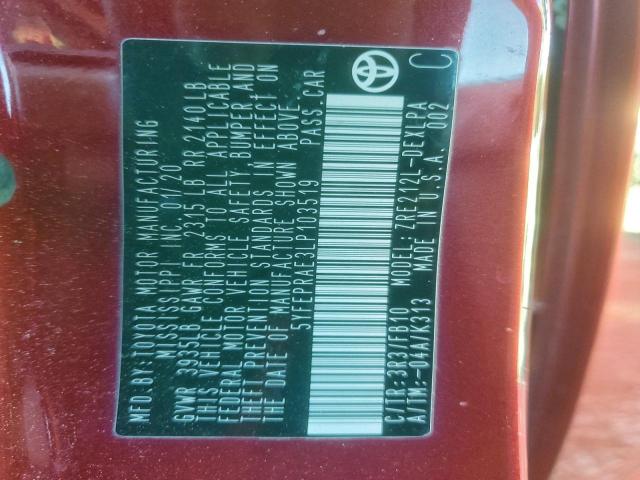 MFD BY:TOYOTA MOTOR MANUFACTURING
MISSISSIPPI INC. 01/20
GVWR 3935LB GAWR FR 2315 LB RR 2140LB
THIS VEHICLE CONFORMS TO ALL APPLICABLE
FEDERAL MOTOR VEHICLE SAFETY BUMPER AND
THEFT PREVENTION STANDARDS IN EFFECT ON
THE DATE OF MANUFACTURE SHOWN ABOVE.
5YFEPRAE3LP103519 PASS.CAR
C/TR:3R3/FB10 MODEL:ZRE212L-DEXLPA
A/TM:-04A/K313 MADE IN U.S.A. 002 C